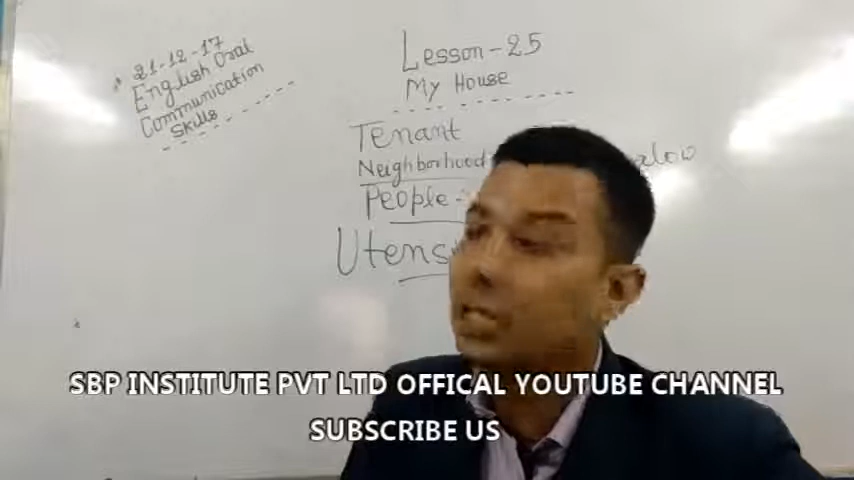 21-12-17
English Oral
Communication
Skills
Lesson-25
My House
Tenant
Neighborhood
People -
Utens
SBP INSTITUTE PVT LTD OFFICAL YOUTUBE CHANNEL
SUBSCRIBE US